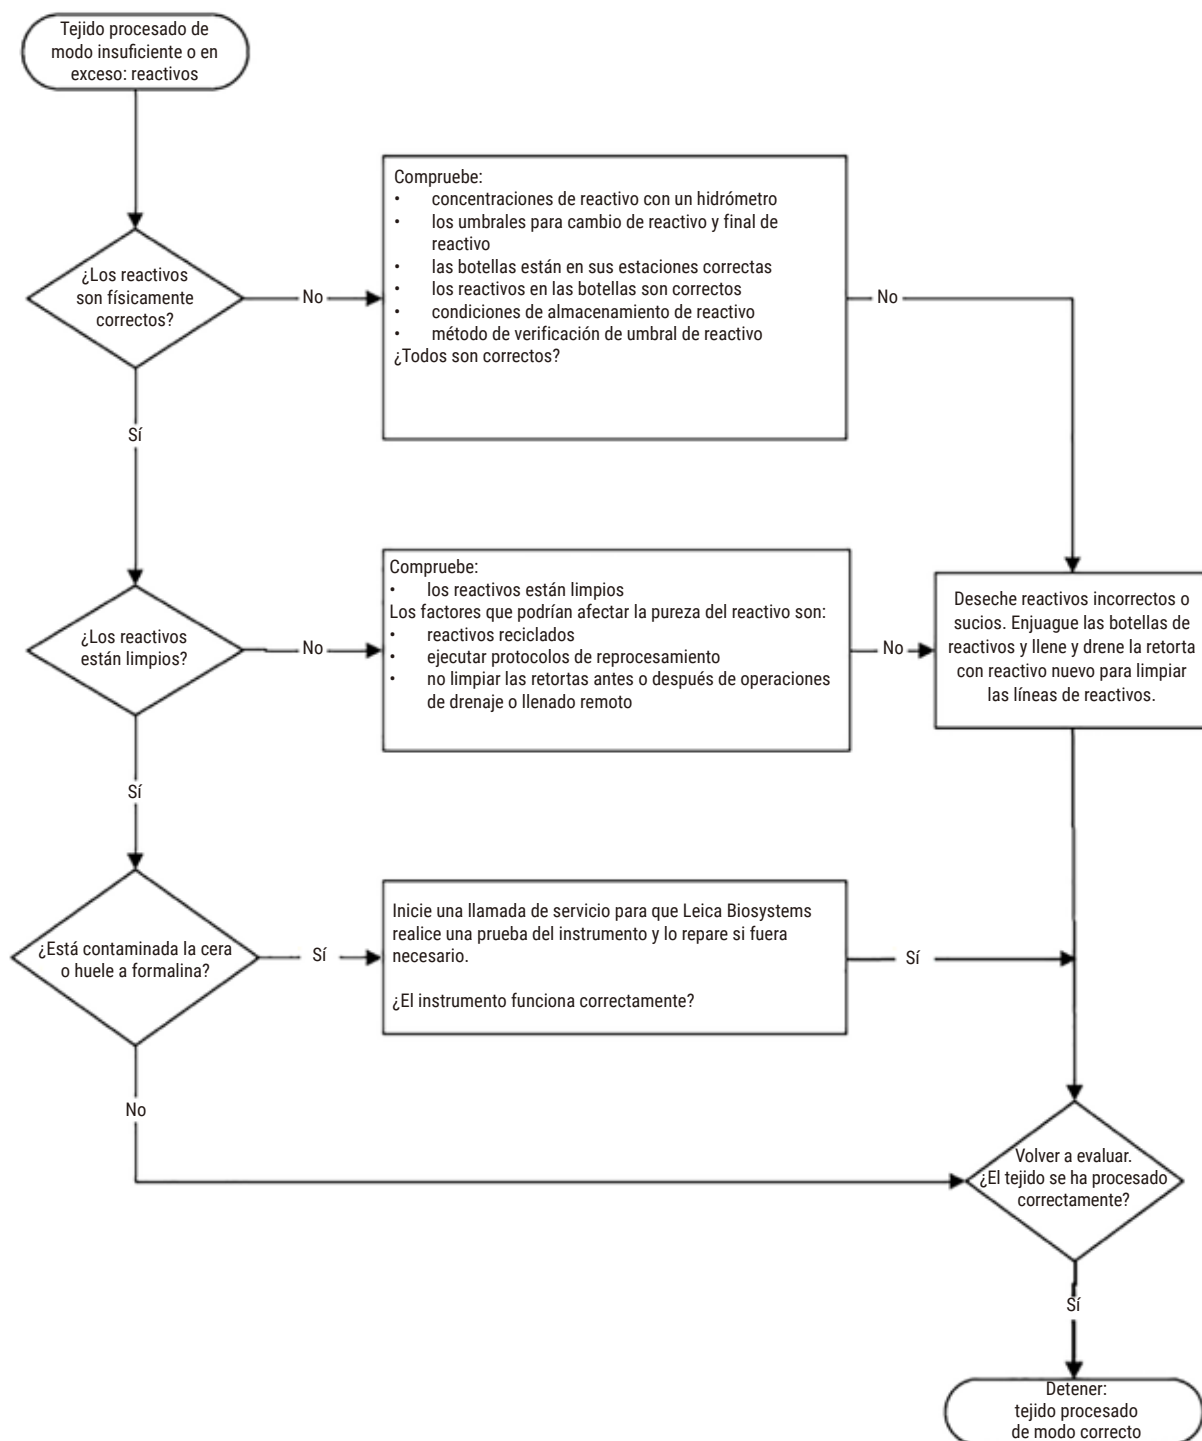 Tejido procesado de
modo insuficiente o en
exceso: reactivos
Compruebe:
• concentraciones de reactivo con un hidrómetro
• los umbrales para cambio de reactivo y final de
reactivo
• las botellas están en sus estaciones correctas
• los reactivos en las botellas son correctos
• condiciones de almacenamiento de reactivo
• método de verificación de umbral de reactivo
¿Todos son correctos?
¿Los reactivos
son físicamente
correctos?
No
No
Sí
Compruebe:
• los reactivos están limpios
Los factores que podrían afectar la pureza del reactivo son:
• reactivos reciclados
• ejecutar protocolos de reprocesamiento
• no limpiar las retortas antes o después de operaciones
de drenaje o llenado remoto
¿Los reactivos
están limpios?
No
No
Deseche reactivos incorrectos o
sucios. Enjuague las botellas de
reactivos y llene y drene la retorta
con reactivo nuevo para limpiar
las líneas de reactivos.
Sí
¿Está contaminada la cera
o huele a formalina?
Sí
Inicie una llamada de servicio para que Leica Biosystems
realice una prueba del instrumento y lo repare si fuera
necesario.
¿El instrumento funciona correctamente?
Sí
No
Volver a evaluar.
¿El tejido se ha procesado
correctamente?
Sí
Detener:
tejido procesado
de modo correcto